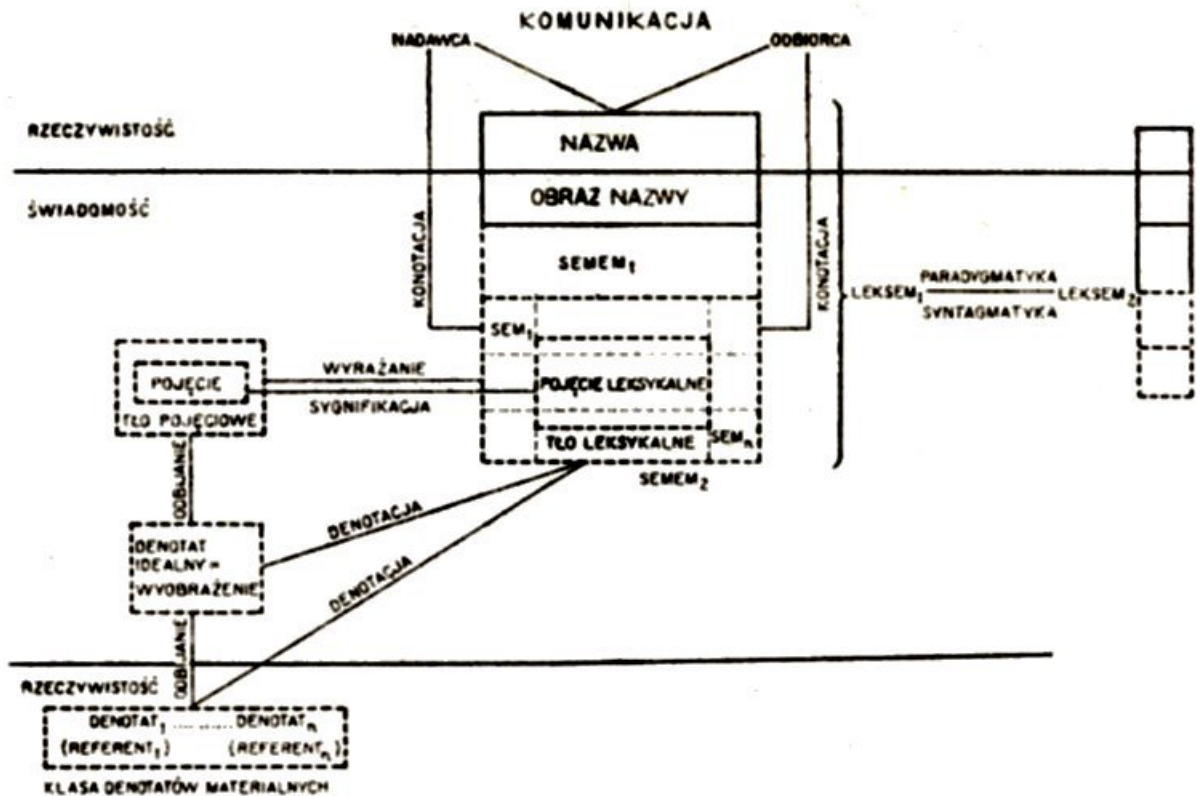 KOMUNIKACJA
NADAWCA
ODBIORCA
RZECZYWISTOŚĆ
NAZWA
ŚWIADOMOŚĆ
OBRAZ NAZWY
KONOTACJA
KONOTACJA
SEMEM₁
LEKSEM₁
PARADYGMATYKA
SYNTAGMATYKA
LEKSEM₂
SEM₁
POJĘCIE
TŁO POJĘCIOWE
WYRAŻANIE
SYGNIFIKACJA
POJĘCIE LEKSYKALNE
TŁO LEKSYKALNE
SEMₙ
SEMEM₂
ODBIJANIE
DENOTACJA
DENOTAT
IDEALNY =
WYOBRAŻENIE
DENOTACJA
ODBIJANIE
RZECZYWISTOŚĆ
DENOTAT₁ ......... DENOTATₙ
(REFERENT₁) (REFERENTₙ)
KLASA DENOTATÓW MATERIALNYCH